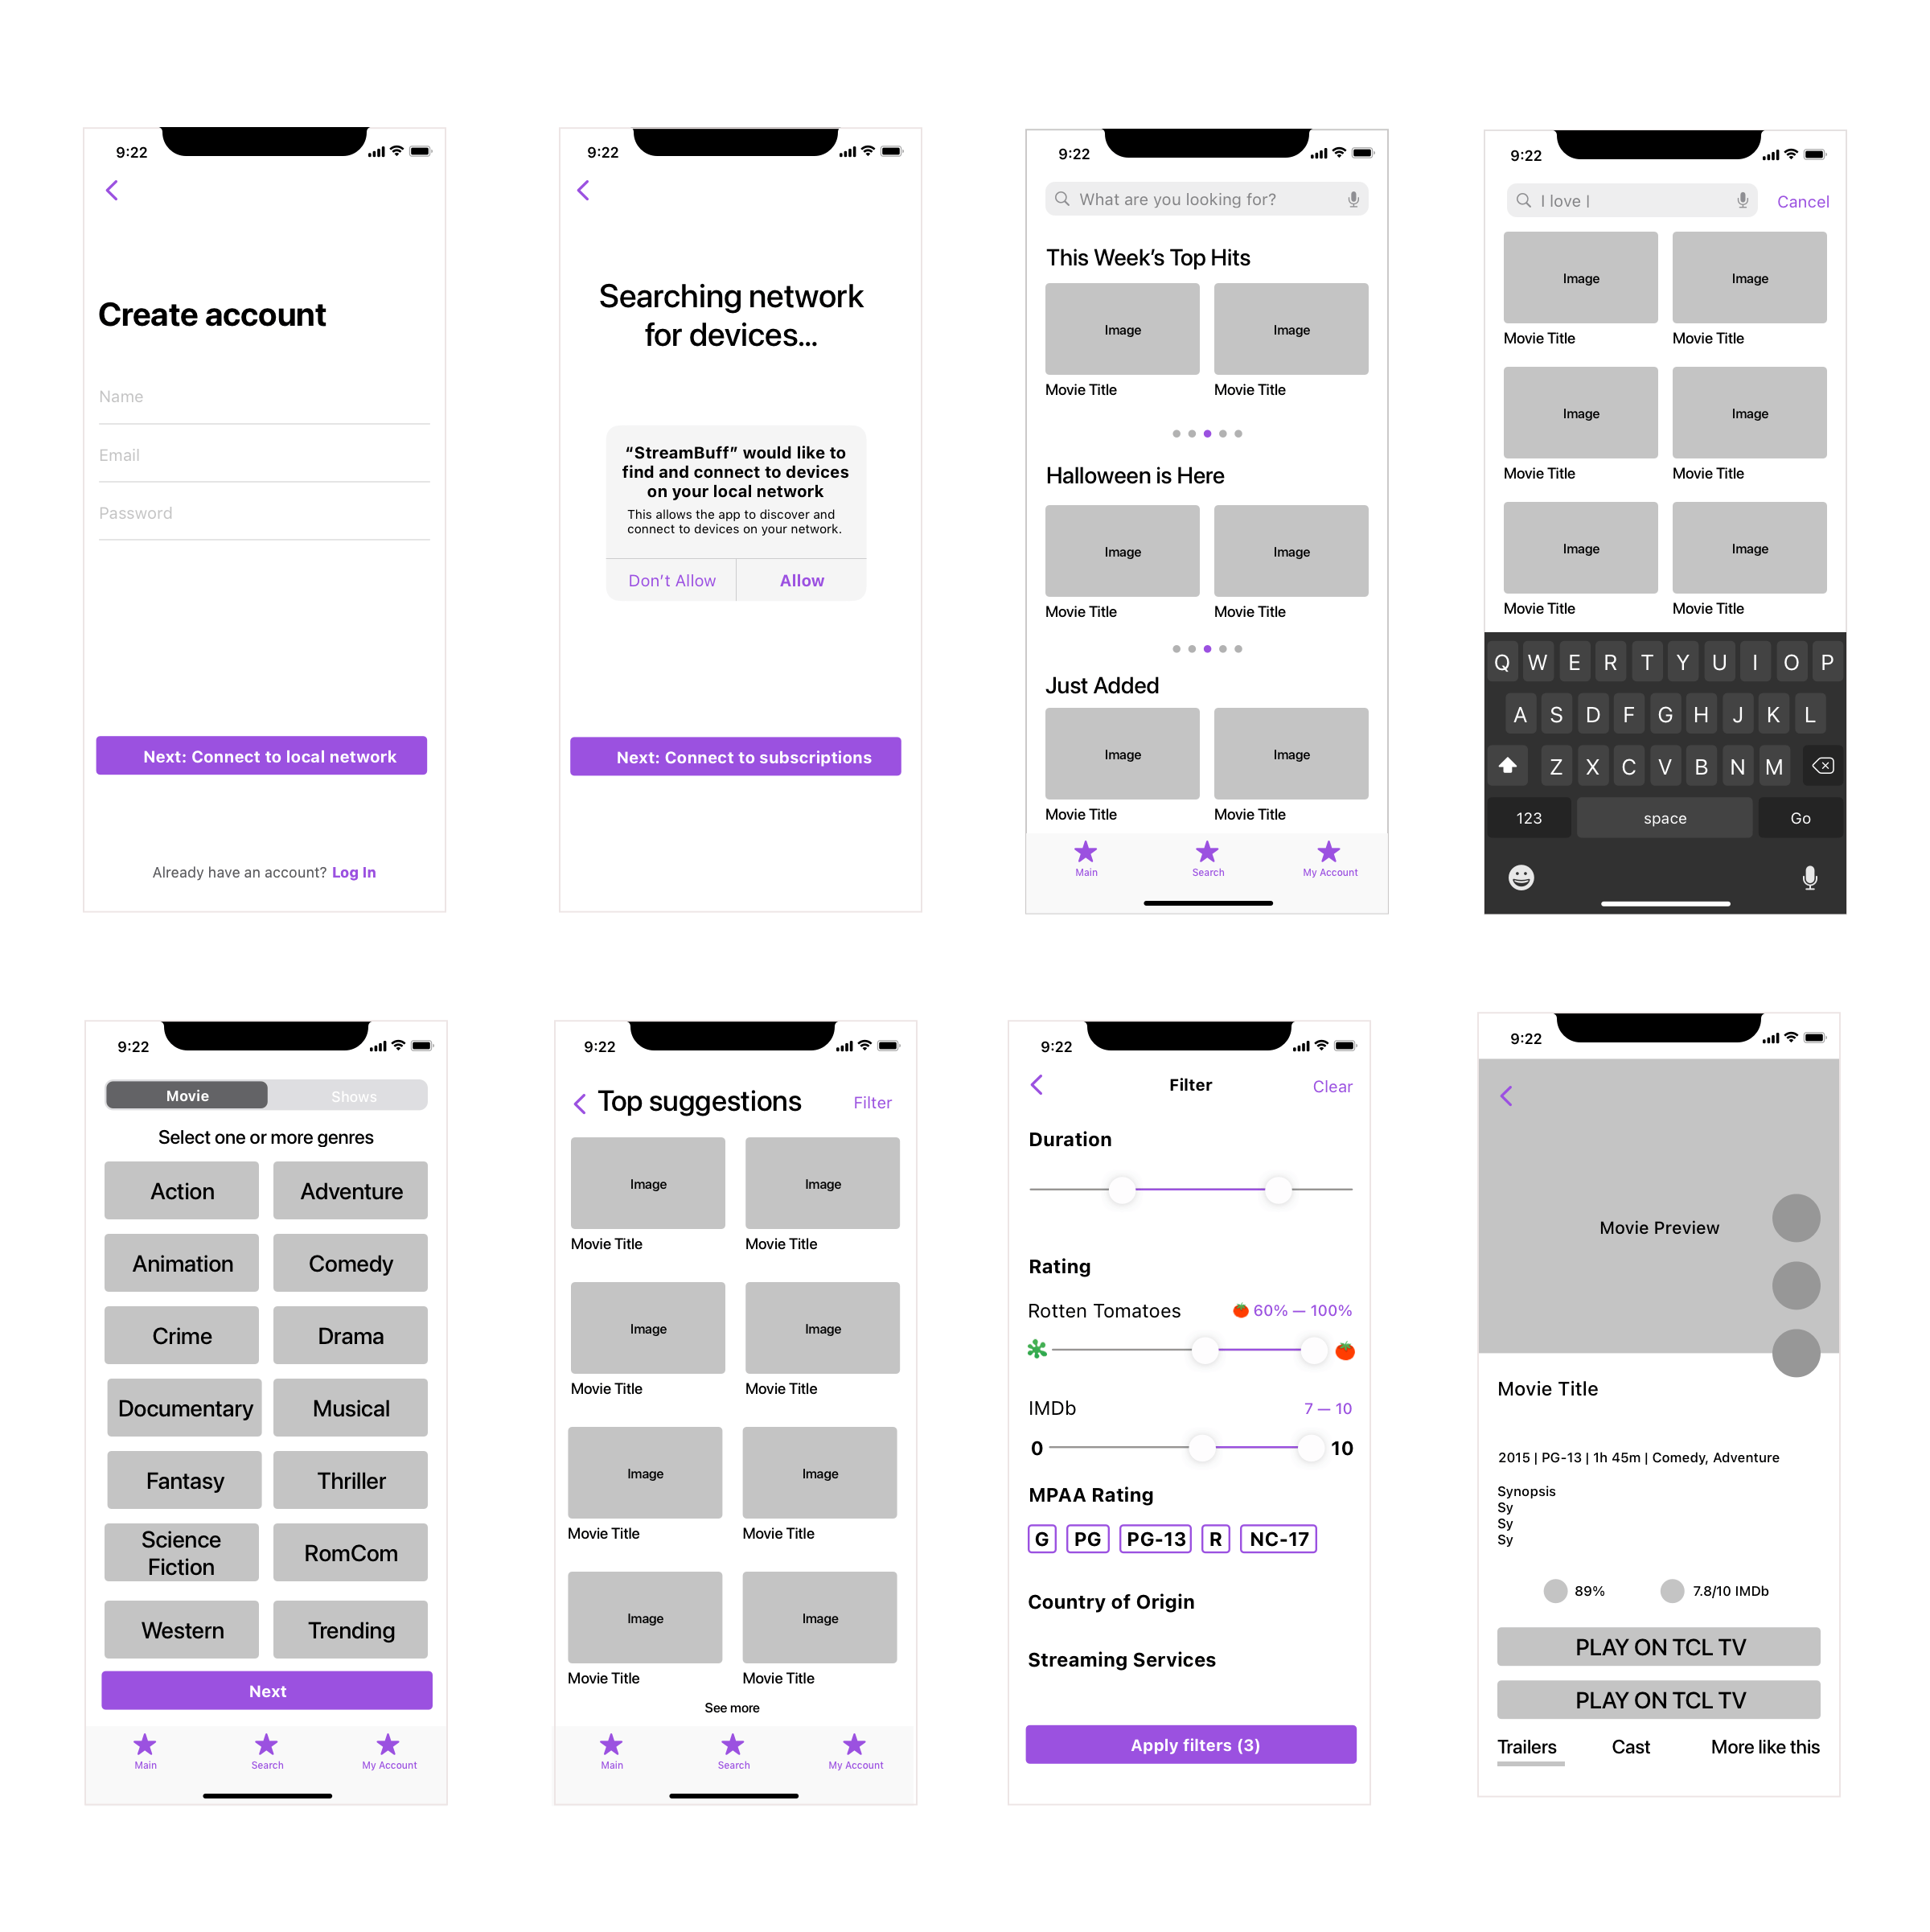 9:22
Create account
Name
Email
Password
Next: Connect to local network
Already have an account? Log In
9:22
Searching network
for devices...
“StreamBuff” would like to
find and connect to devices
on your local network
This allows the app to discover and
connect to devices on your network.
Don’t Allow
Allow
Next: Connect to subscriptions
9:22
What are you looking for?
This Week’s Top Hits
Image
Image
Movie Title
Movie Title
Halloween is Here
Image
Image
Movie Title
Movie Title
Just Added
Image
Image
Movie Title
Movie Title
Main
Search
My Account
9:22
I love |
Cancel
Image
Image
Movie Title
Movie Title
Image
Image
Movie Title
Movie Title
Image
Image
Movie Title
Movie Title
Q W E R T Y U I O P
A S D F G H J K L
Z X C V B N M
123
space
Go
9:22
Movie
Shows
Select one or more genres
Action
Adventure
Animation
Comedy
Crime
Drama
Documentary
Musical
Fantasy
Thriller
Science
Fiction
RomCom
Western
Trending
Next
Main
Search
My Account
9:22
Top suggestions
Filter
Image
Image
Movie Title
Movie Title
Image
Image
Movie Title
Movie Title
Image
Image
Movie Title
Movie Title
Image
Image
Movie Title
Movie Title
See more
Main
Search
My Account
9:22
Filter
Clear
Duration
Rating
Rotten Tomatoes
60% — 100%
IMDb
7 — 10
0
10
MPAA Rating
G
PG
PG-13
R
NC-17
Country of Origin
Streaming Services
Apply filters (3)
9:22
Movie Preview
Movie Title
2015 | PG-13 | 1h 45m | Comedy, Adventure
Synopsis
Sy
Sy
Sy
89%
7.8/10 IMDb
PLAY ON TCL TV
PLAY ON TCL TV
Trailers
Cast
More like this